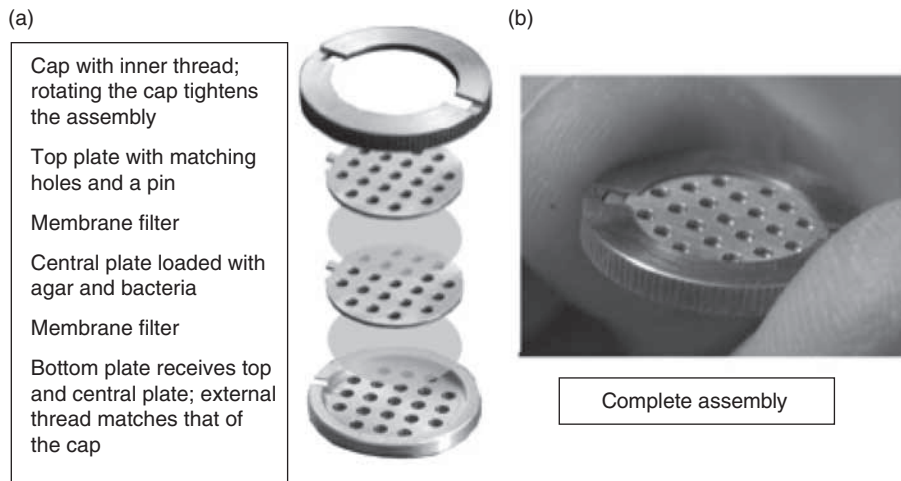 (a)
Cap with inner thread;
rotating the cap tightens
the assembly
Top plate with matching
holes and a pin
Membrane filter
Central plate loaded with
agar and bacteria
Membrane filter
Bottom plate receives top
and central plate; external
thread matches that of
the cap
(b)
Complete assembly